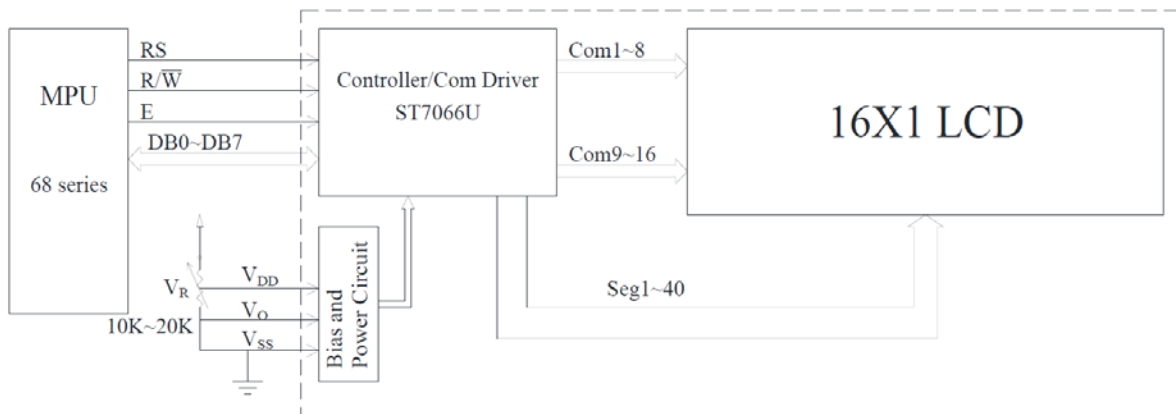 MPU
68 series
RS
R/W̅
E
DB0~DB7
Controller/Com Driver
ST7066U
Com1~8
Com9~16
16X1 LCD
Seg1~40
VR
10K~20K
VDD
VO
VSS
Bias and
Power Circuit